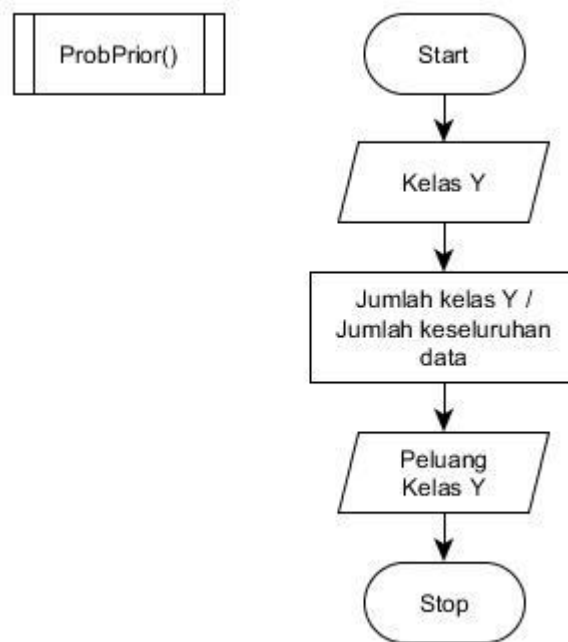 ProbPrior()
Start
Kelas Y
Jumlah kelas Y /
Jumlah keseluruhan
data
Peluang
Kelas Y
Stop